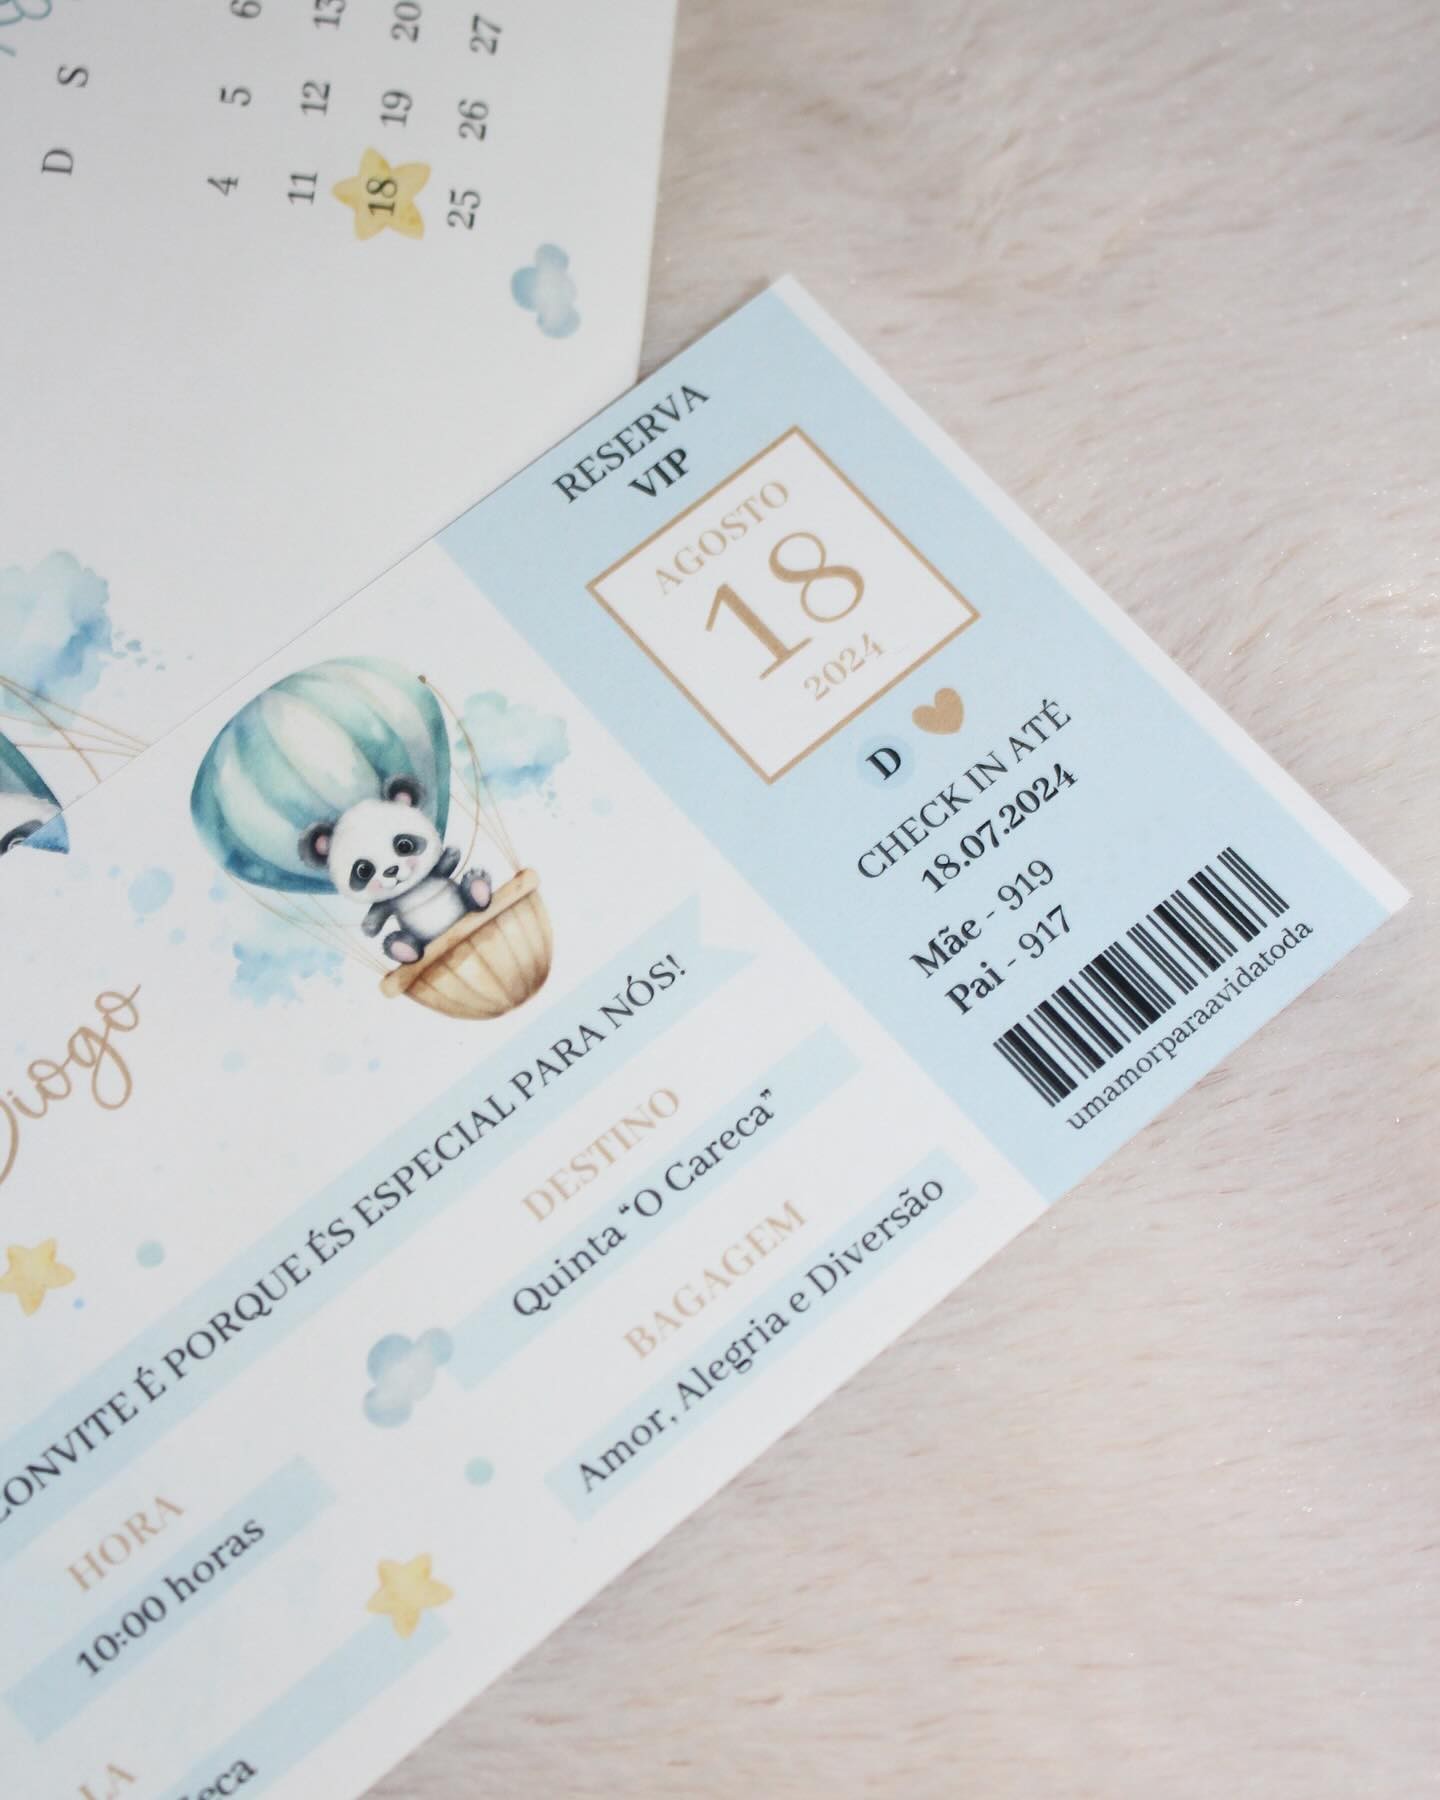 D
S
4
5
6
11
12
13
18
19
20
25
26
27
RESERVA
VIP
AGOSTO
18
2024
D
CHECK IN ATÉ
18.07.2024
Mãe - 919
Pai - 917
umamorparaavidatoda
Diogo
CONVITE É PORQUE ÉS ESPECIAL PARA NÓS!
DESTINO
Quinta “O Careca”
BAGAGEM
Amor, Alegria e Diversão
HORA
10:00 horas